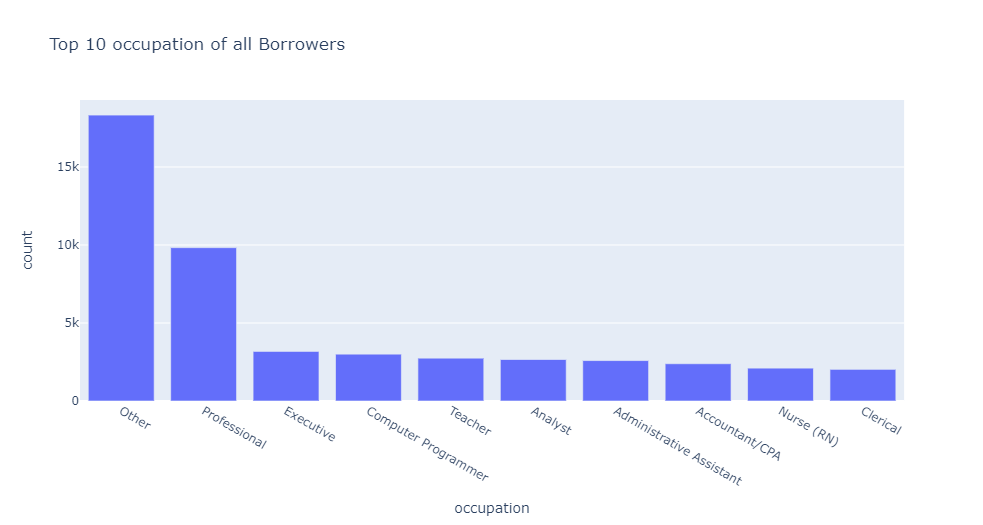 Top 10 occupation of all Borrowers
count
15k
10k
5k
0
Other
Professional
Executive
Computer Programmer
Teacher
Analyst
Administrative Assistant
Accountant/CPA
Nurse (RN)
Clerical
occupation